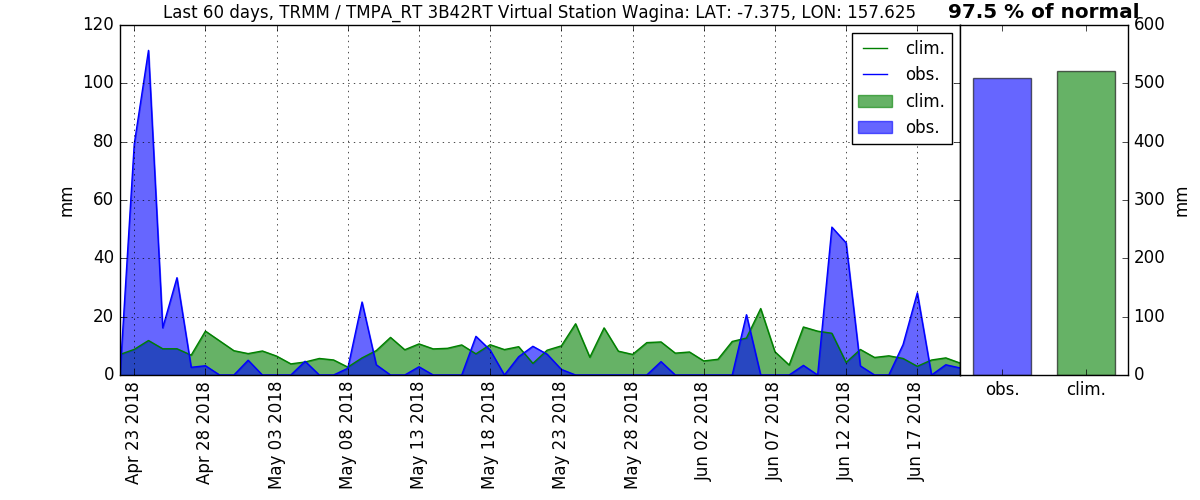 Last 60 days, TRMM / TMPA_RT 3B42RT Virtual Station Wagina: LAT: -7.375, LON: 157.625
97.5 % of normal
120
100
80
60
40
20
0
mm
clim.
obs.
clim.
obs.
600
500
400
300
200
100
0
mm
Apr 23 2018
Apr 28 2018
May 03 2018
May 08 2018
May 13 2018
May 18 2018
May 23 2018
May 28 2018
Jun 02 2018
Jun 07 2018
Jun 12 2018
Jun 17 2018
obs.
clim.